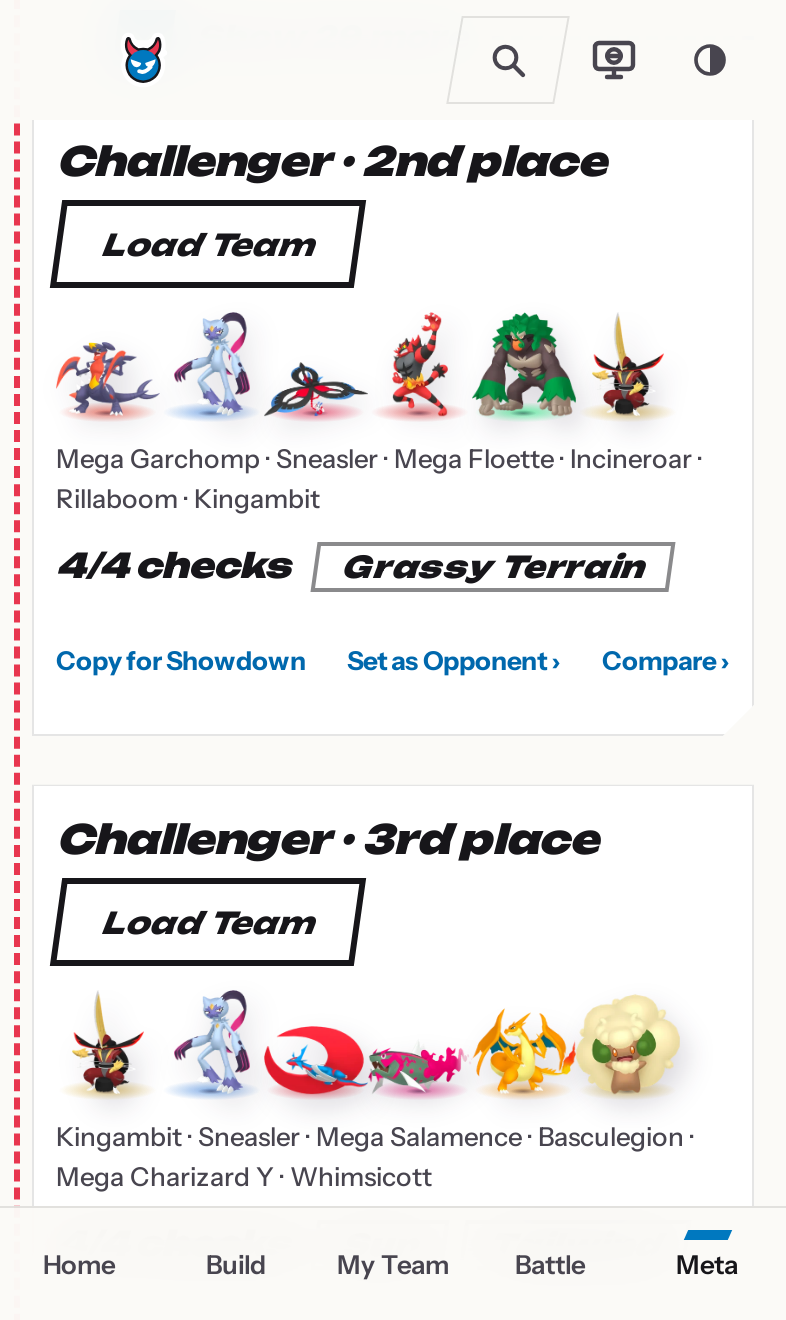 Challenger · 2nd place
Load Team
Mega Garchomp · Sneasler · Mega Floette · Incineroar ·
Rillaboom · Kingambit
4/4 checks Grassy Terrain
Copy for Showdown Set as Opponent › Compare ›
Challenger · 3rd place
Load Team
Kingambit · Sneasler · Mega Salamence · Basculegion ·
Mega Charizard Y · Whimsicott
Home Build My Team Battle Meta